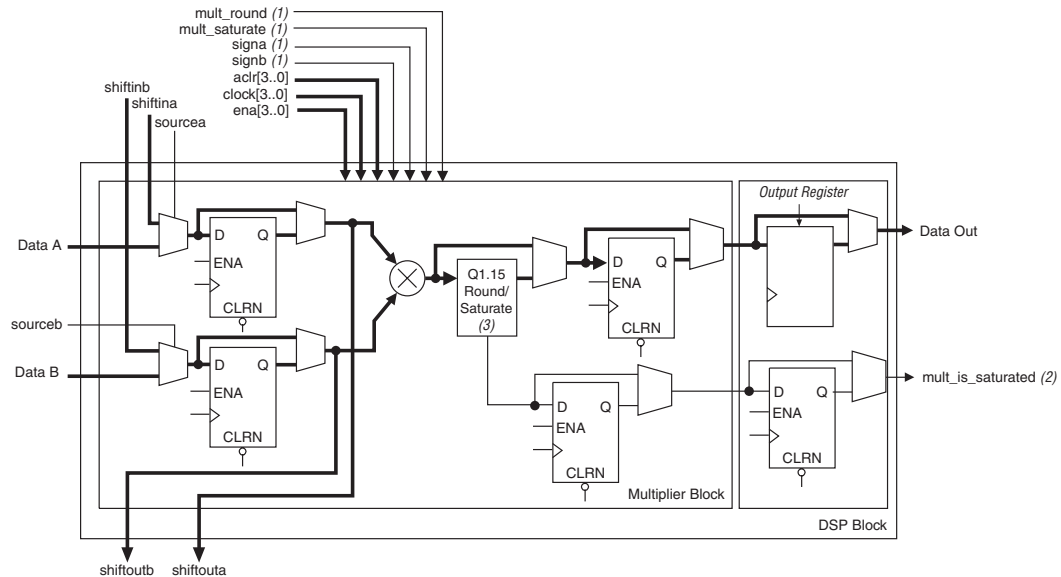 mult_round (1)
mult_saturate (1)
signa (1)
signb (1)
aclr[3..0]
clock[3..0]
ena[3..0]
shiftinb
shiftina
sourcea
Output Register
Data A
D Q
ENA
CLRN
Q1.15
Round/
Saturate
(3)
D Q
ENA
CLRN
Data Out
sourceb
Data B
D Q
ENA
CLRN
D Q
ENA
CLRN
D Q
ENA
CLRN
mult_is_saturated (2)
Multiplier Block
DSP Block
shiftoutb
shiftouta